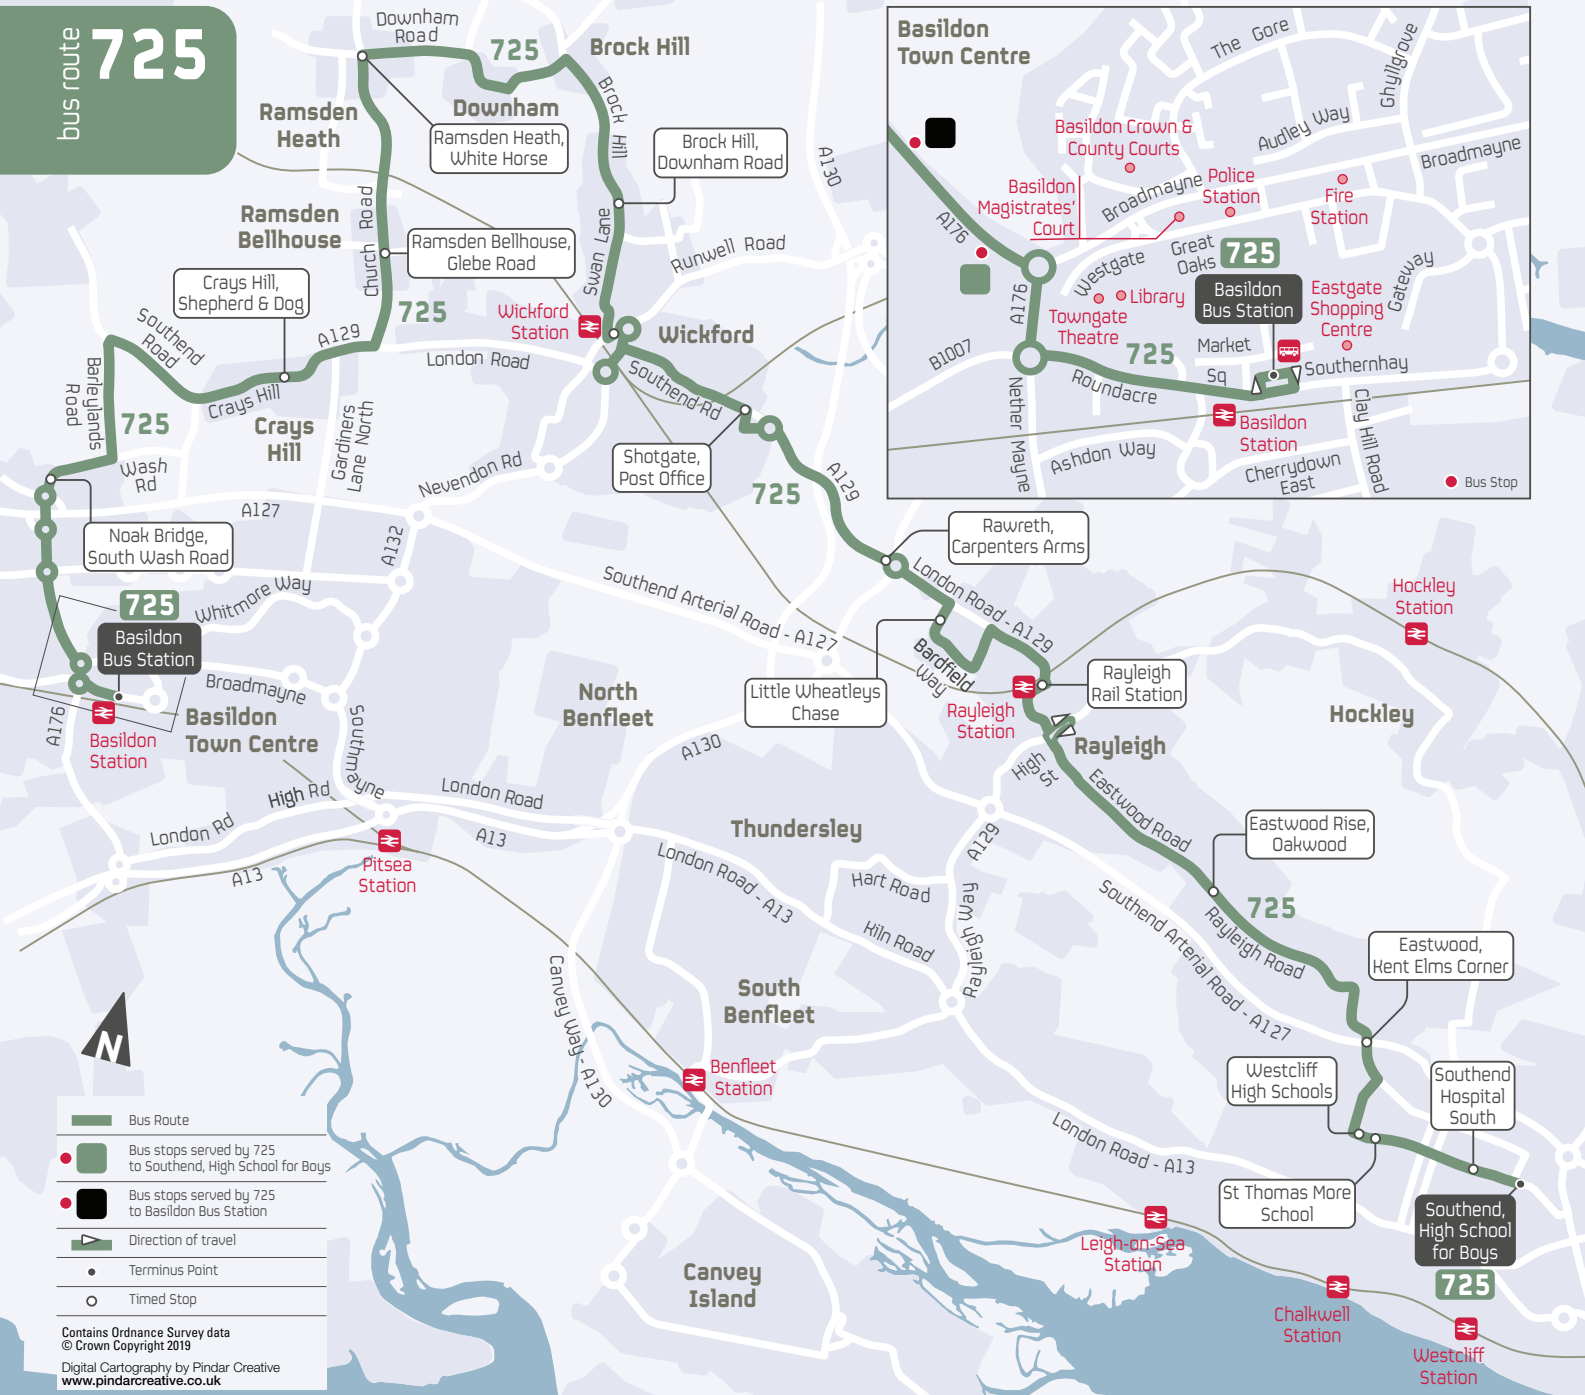 bus route
725
Downham
Road
725
Brock Hill
Ramsden
Heath
Downham
Ramsden Heath,
White Horse
Brock Hill
Brock Hill,
Downham Road
A130
Ramsden
Bellhouse
Church Road
Ramsden Bellhouse,
Glebe Road
Swan Lane
Runwell Road
Crays Hill,
Shepherd & Dog
725
Wickford
Station
Wickford
Southend
Road
A129
London Road
Southend Rd
Barleylands
Road
Crays Hill
725
Crays
Hill
Gardiners
Lane North
Shotgate,
Post Office
725
A129
Wash
Rd
Nevendon Rd
A127
A132
Noak Bridge,
South Wash Road
Rawreth,
Carpenters Arms
Southend Arterial Road - A127
London Road - A129
725
Whitmore Way
Basildon
Bus Station
Broadmayne
A176
Basildon
Town Centre
Basildon
Station
Southmayne
North
Benfleet
Little Wheatleys
Chase
Bardfield
Way
Rayleigh
Rail Station
Rayleigh
Station
Rayleigh
High
St
Hockley
Station
Hockley
A130
High Rd
London Road
London Rd
A13
A13
Pitsea
Station
Thundersley
London Road - A13
Hart Road
Kiln Road
A129
Rayleigh Way
Eastwood Road
Eastwood Rise,
Oakwood
725
Rayleigh Road
Southend Arterial Road - A127
Eastwood,
Kent Elms Corner
Canvey Way - A130
South
Benfleet
Benfleet
Station
Westcliff
High Schools
Southend
Hospital
South
London Road - A13
St Thomas More
School
Southend,
High School
for Boys
725
Leigh-on-Sea
Station
Canvey
Island
Chalkwell
Station
Westcliff
Station
Basildon
Town Centre
The Gore
Ghyllgrove
Audley Way
Broadmayne
Basildon Crown &
County Courts
Basildon
Magistrates'
Court
Broadmayne
Police
Station
Fire
Station
A176
Great
Oaks
725
Westgate
Library
Towngate
Theatre
Basildon
Bus Station
Eastgate
Shopping
Centre
Gateway
A176
B1007
725
Market
Sq
Southernhay
Roundacre
Nether Mayne
Basildon
Station
Ashdon Way
Cherrydown
East
Clay Hill Road
Bus Stop
N
Bus Route
Bus stops served by 725
to Southend, High School for Boys
Bus stops served by 725
to Basildon Bus Station
Direction of travel
Terminus Point
Timed Stop
Contains Ordnance Survey data
© Crown Copyright 2019
Digital Cartography by Pindar Creative
www.pindarcreative.co.uk